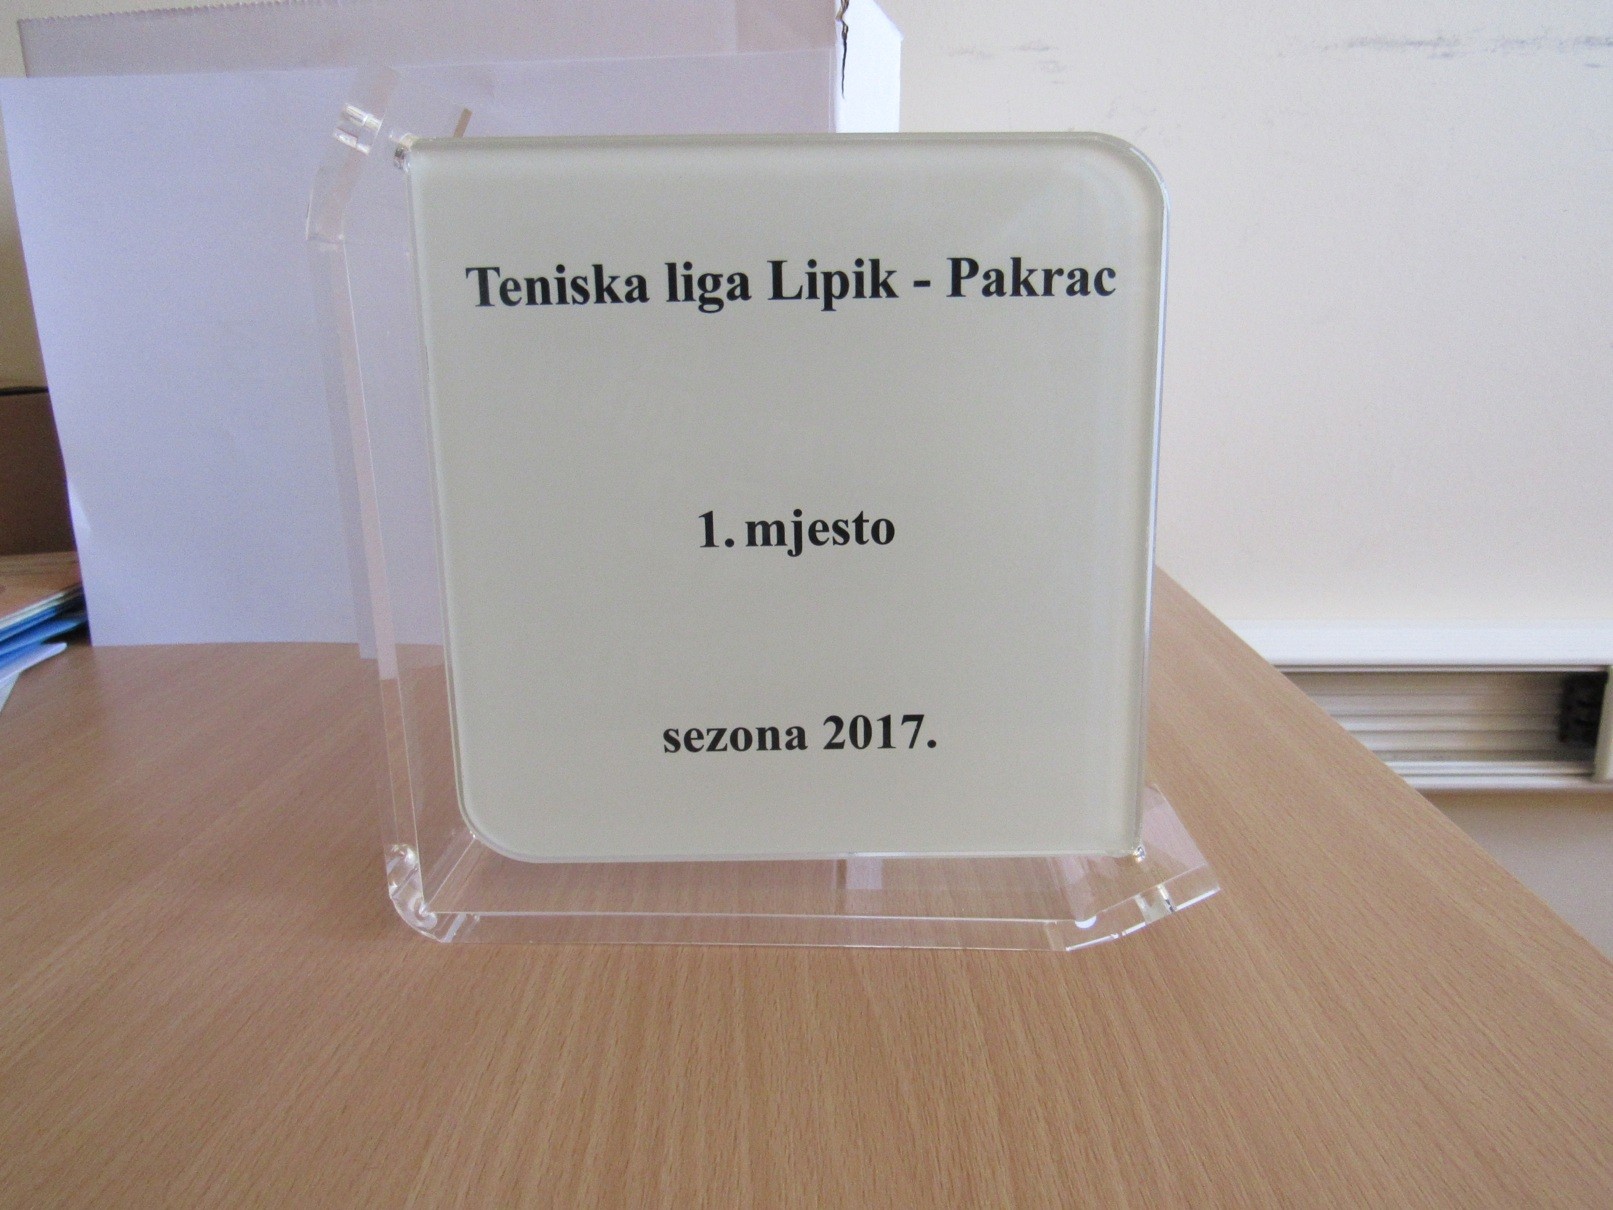 Teniska liga Lipik - Pakrac
1. mjesto
sezona 2017.